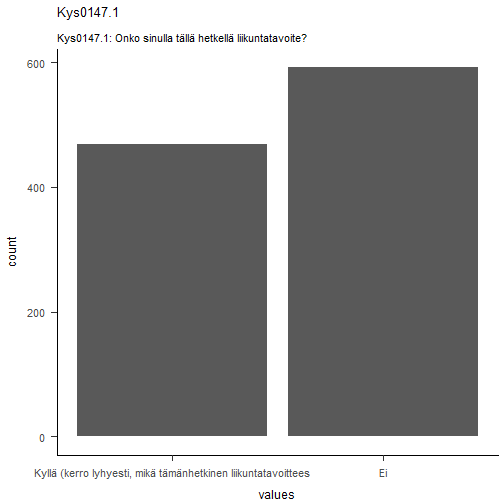 Kys0147.1
Kys0147.1: Onko sinulla tällä hetkellä liikuntatavoite?
600
400
200
0
count
Kyllä (kerro lyhyesti, mikä tämänhetkinen liikuntatavoittees
Ei
values